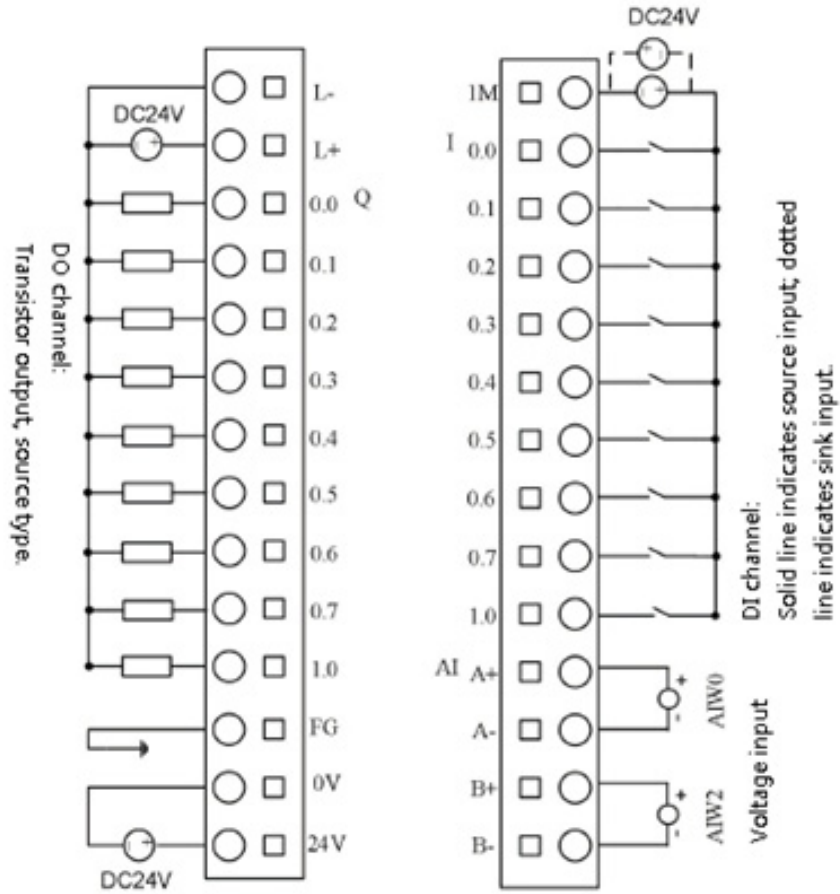 DC24V
L-
DC24V
L+
0.0 Q
0.1
0.2
0.3
0.4
0.5
0.6
0.7
1.0
FG
0V
24V
DC24V
DO channel:
Transistor output, source type.
1M
I 0.0
0.1
0.2
0.3
0.4
0.5
0.6
0.7
1.0
AI A+
A-
B+
B-
+
-
AIW0
+
-
AIW2
Voltage input
DI channel:
Solid line indicates source input; dotted
line indicates sink input.